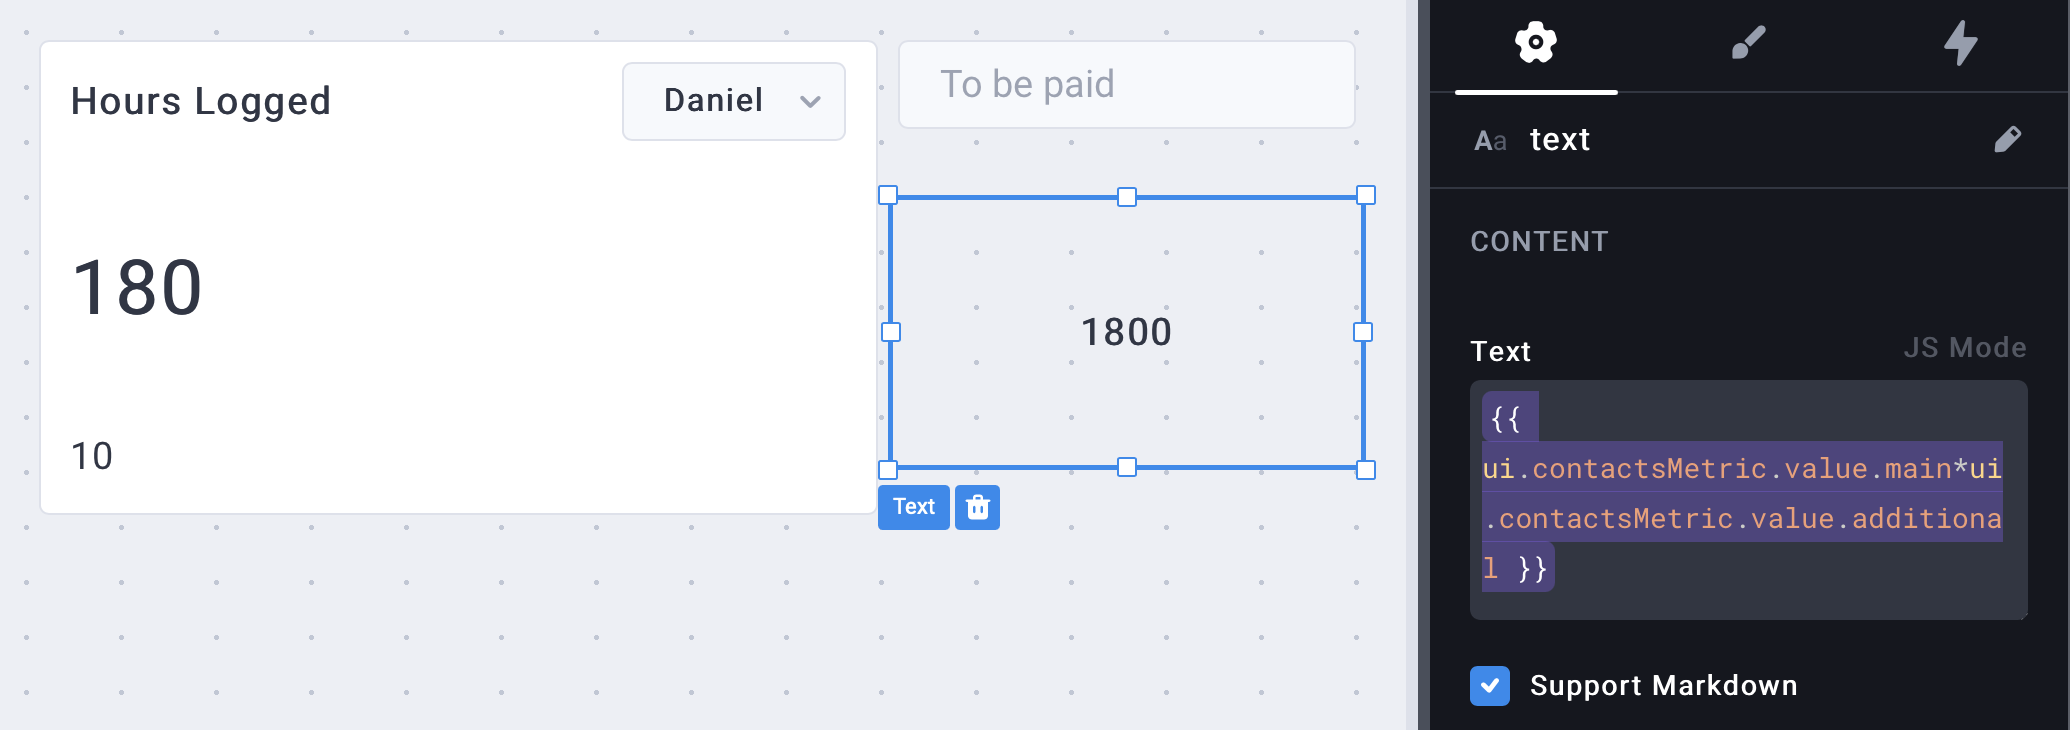 Hours Logged
Daniel
180
10
To be paid
1800
Text
Aa text
CONTENT
Text
JS Mode
{{
ui.contactsMetric.value.main*ui
.contactsMetric.value.additiona
l }}
Support Markdown